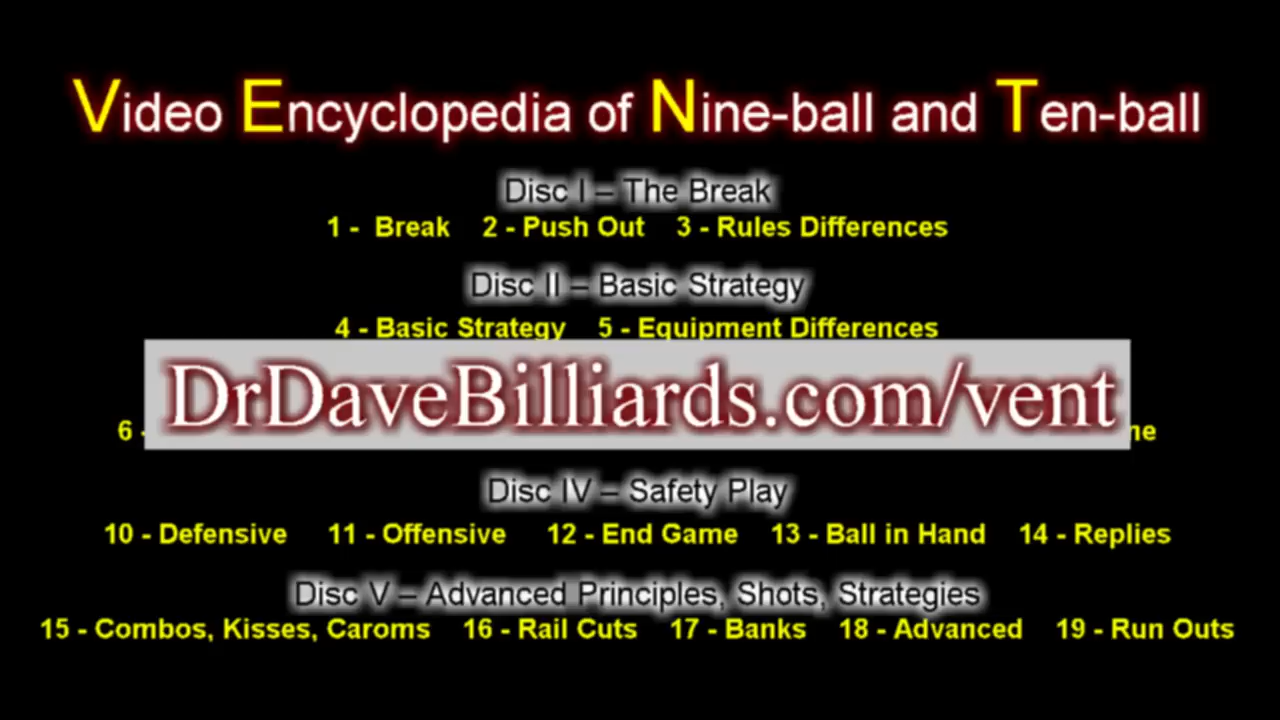 Video Encyclopedia of Nine-ball and Ten-ball
Disc I – The Break
1 - Break 2 - Push Out 3 - Rules Differences
Disc II – Basic Strategy
4 - Basic Strategy 5 - Equipment Differences
DrDaveBilliards.com/vent
6 -
Disc IV – Safety Play
10 - Defensive 11 - Offensive 12 - End Game 13 - Ball in Hand 14 - Replies
Disc V – Advanced Principles, Shots, Strategies
15 - Combos, Kisses, Caroms 16 - Rail Cuts 17 - Banks 18 - Advanced 19 - Run Outs